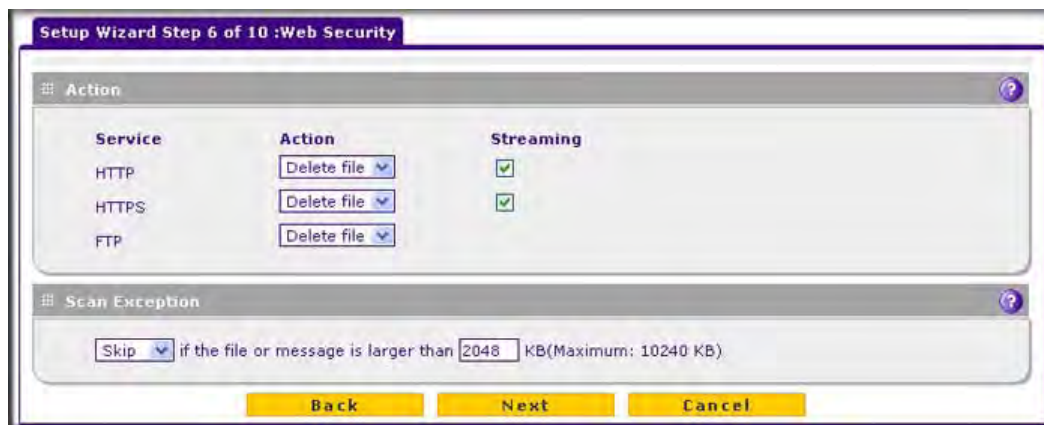 Setup Wizard Step 6 of 10 :Web Security
Action
?
Service Action Streaming
HTTP Delete file
HTTPS Delete file
FTP Delete file
Scan Exception
?
Skip if the file or message is larger than 2048 KB(Maximum: 10240 KB)
Back Next Cancel